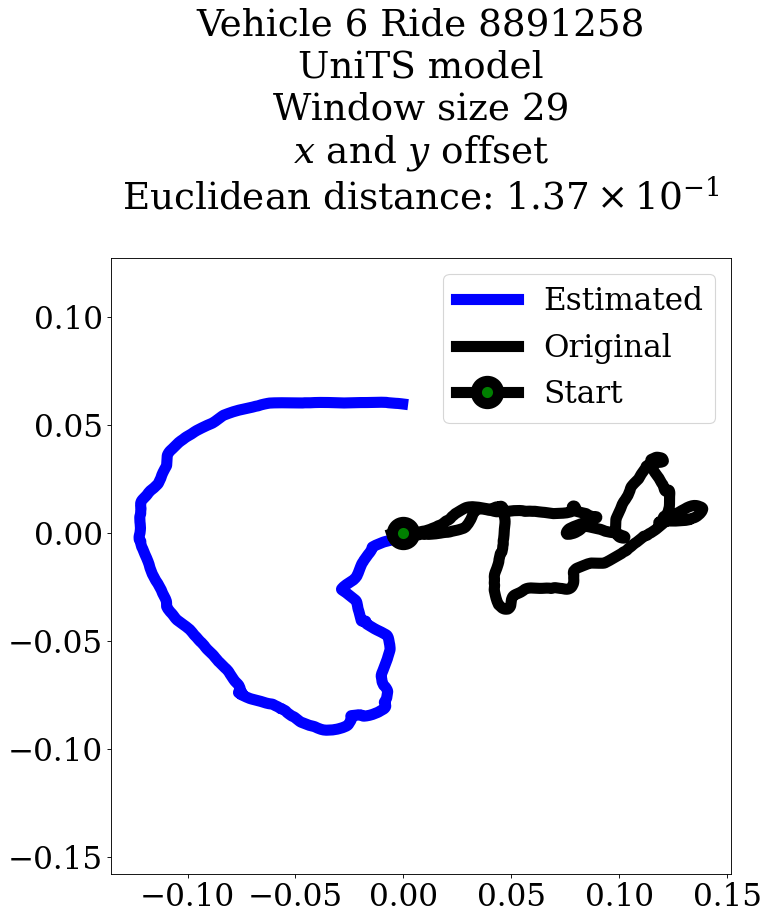 Vehicle 6 Ride 8891258
UniTS model
Window size 29
x and y offset
Euclidean distance: 1.37 × 10⁻¹
Estimated
Original
Start
0.10
0.05
0.00
−0.05
−0.10
−0.15
−0.10 −0.05 0.00 0.05 0.10 0.15